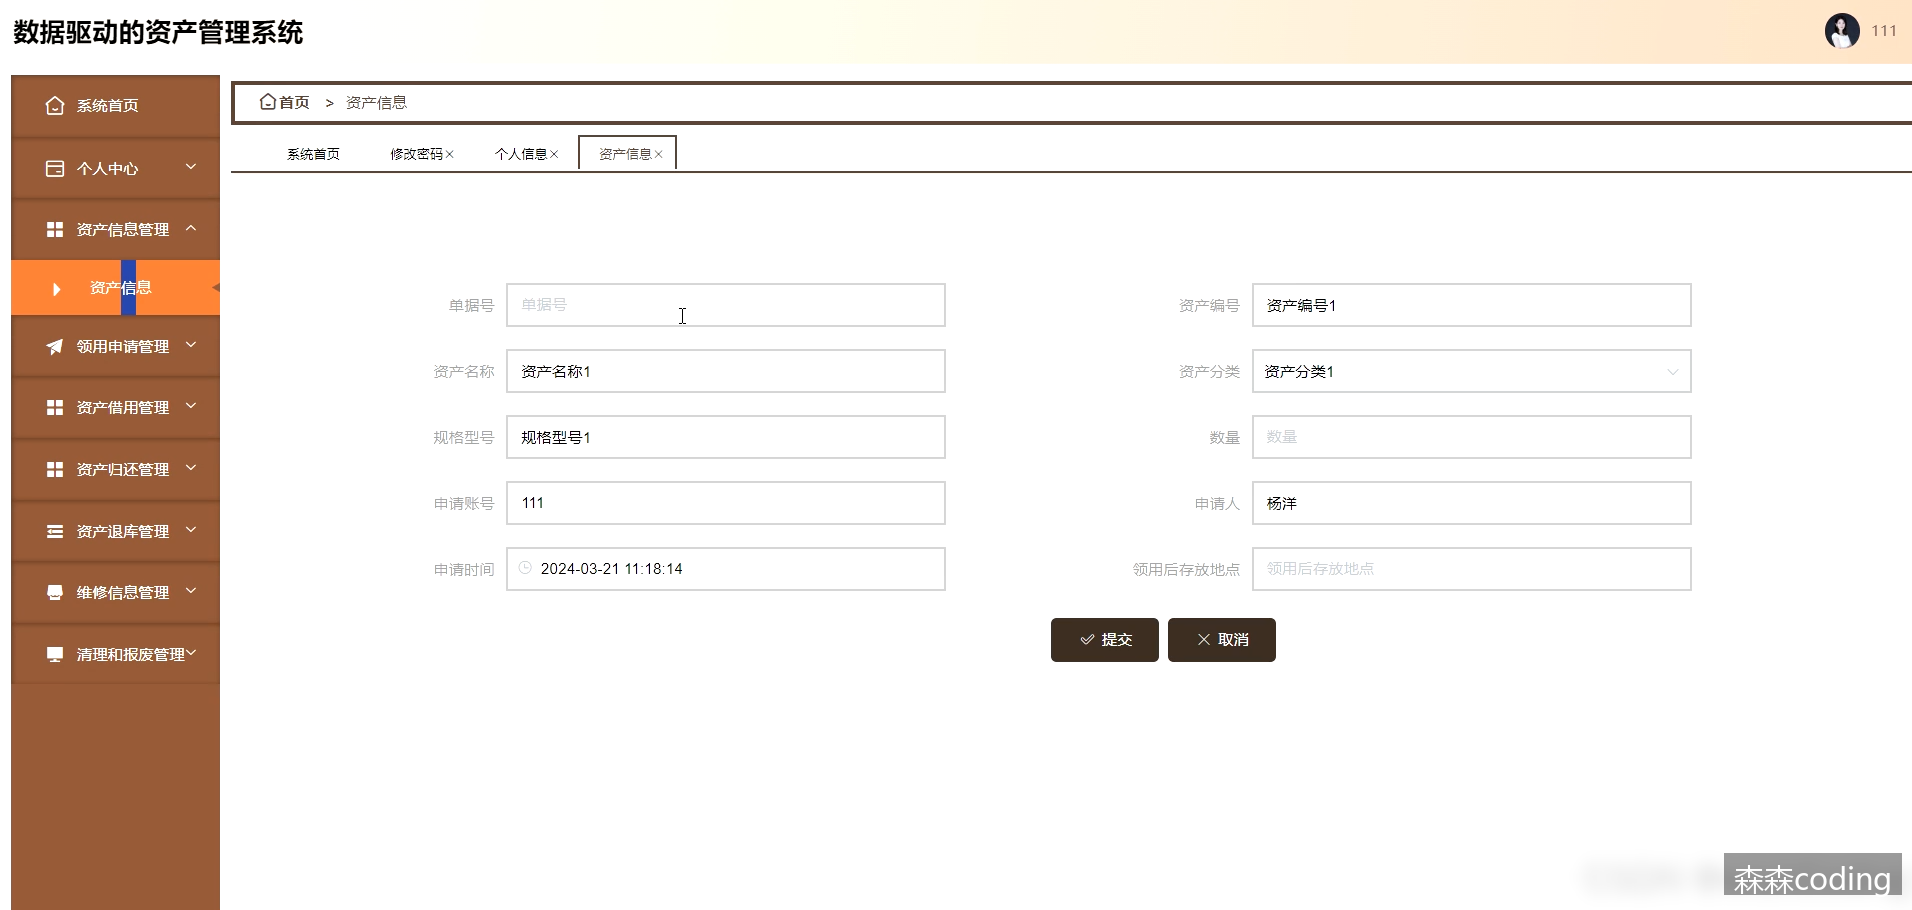 数据驱动的资产管理系统
111
系统首页
个人中心
资产信息管理
资产信息
领用申请管理
资产借用管理
资产归还管理
资产退库管理
维修信息管理
清理和报废管理
首页 > 资产信息
系统首页 修改密码× 个人信息× 资产信息×
单据号 单据号 资产编号 资产编号1
资产名称 资产名称1 资产分类 资产分类1
规格型号 规格型号1 数量 数量
申请账号 111 申请人 杨洋
申请时间 2024-03-21 11:18:14 领用后存放地点 领用后存放地点
提交 取消
森森coding